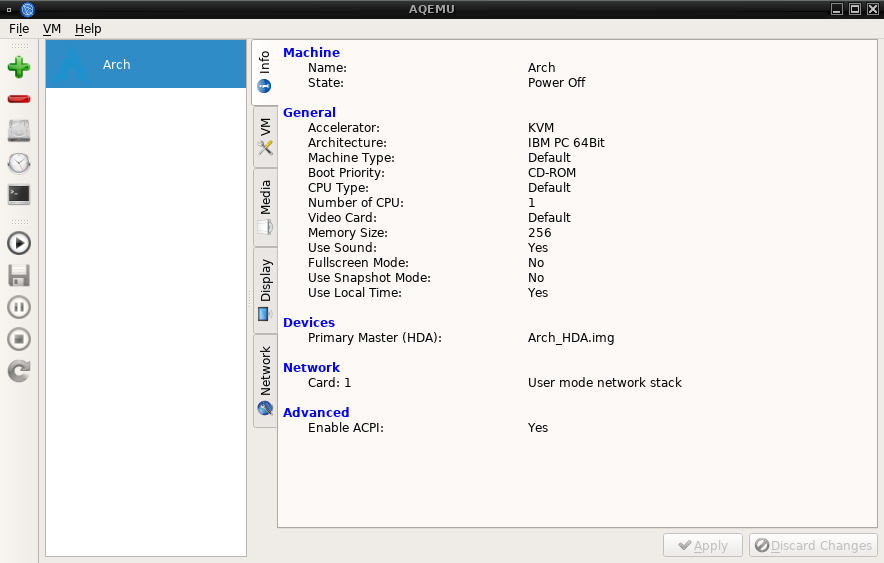 AQEMU
File VM Help
Arch
Info
VM
Media
Display
Network
Machine
Name: Arch
State: Power Off
General
Accelerator: KVM
Architecture: IBM PC 64Bit
Machine Type: Default
Boot Priority: CD-ROM
CPU Type: Default
Number of CPU: 1
Video Card: Default
Memory Size: 256
Use Sound: Yes
Fullscreen Mode: No
Use Snapshot Mode: No
Use Local Time: Yes
Devices
Primary Master (HDA): Arch_HDA.img
Network
Card: 1 User mode network stack
Advanced
Enable ACPI: Yes
Apply Discard Changes